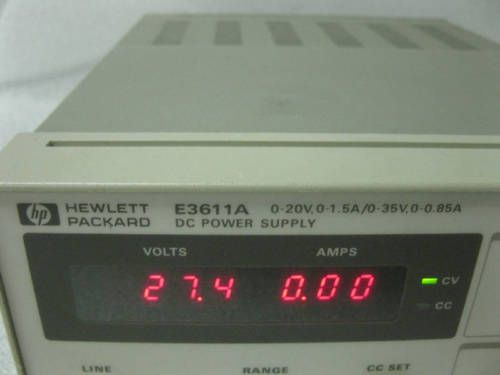 hp HEWLETT PACKARD E3611A 0-20V,0-1.5A/0-35V,0-0.85A
DC POWER SUPPLY
VOLTS AMPS
27.4 0.00
CV
CC
LINE RANGE CC SET